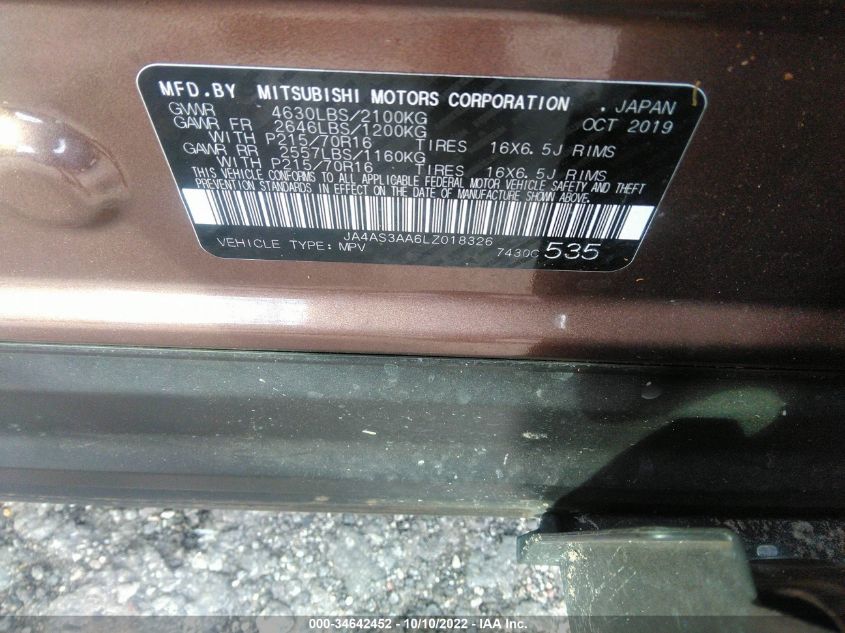 MFD.BY MITSUBISHI MOTORS CORPORATION . JAPAN
GVWR 4630LBS/2100KG OCT 2019
GAWR FR 2646LBS/1200KG
WITH P215/70R16 TIRES 16X6.5J RIMS
GAWR RR 2557LBS/1160KG
WITH P215/70R16 TIRES 16X6.5J RIMS
THIS VEHICLE CONFORMS TO ALL APPLICABLE FEDERAL MOTOR VEHICLE SAFETY AND THEFT
PREVENTION STANDARDS IN EFFECT ON THE DATE OF MANUFACTURE SHOWN ABOVE.
JA4AS3AA6LZ018326
VEHICLE TYPE: MPV 7430C 535
000-34642452 - 10/10/2022 - IAA Inc.